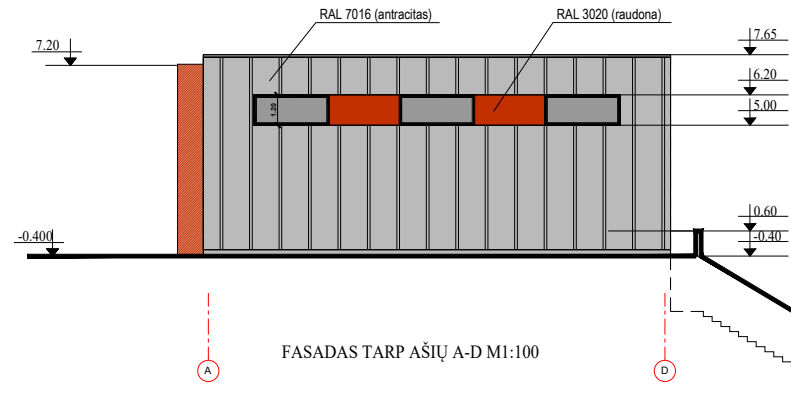 RAL 7016 (antracitas)
RAL 3020 (raudona)
7.20
7.65
6.20
1.20
5.00
0.60
-0.400
-0.40
FASADAS TARP AŠIŲ A-D M1:100
A
D